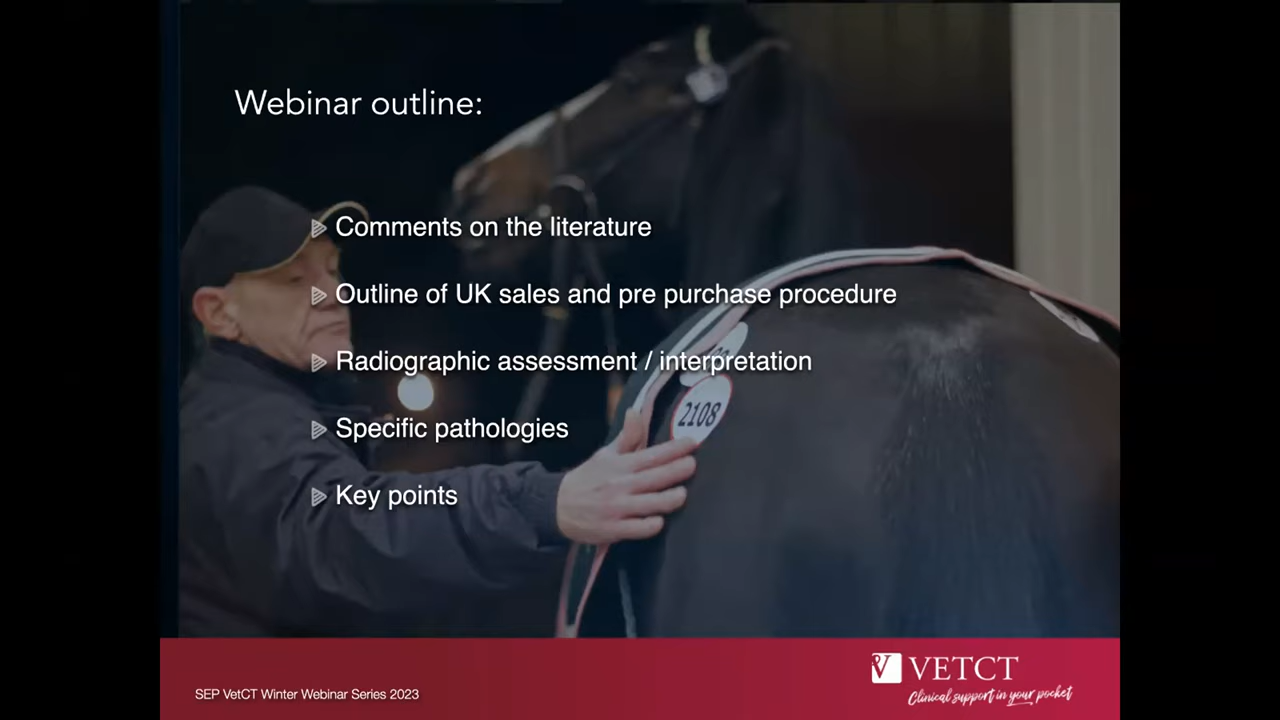 Webinar outline:
Comments on the literature
Outline of UK sales and pre purchase procedure
Radiographic assessment / interpretation
Specific pathologies
2108
Key points
SEP VetCT Winter Webinar Series 2023
V VETCT
Clinical support in your pocket